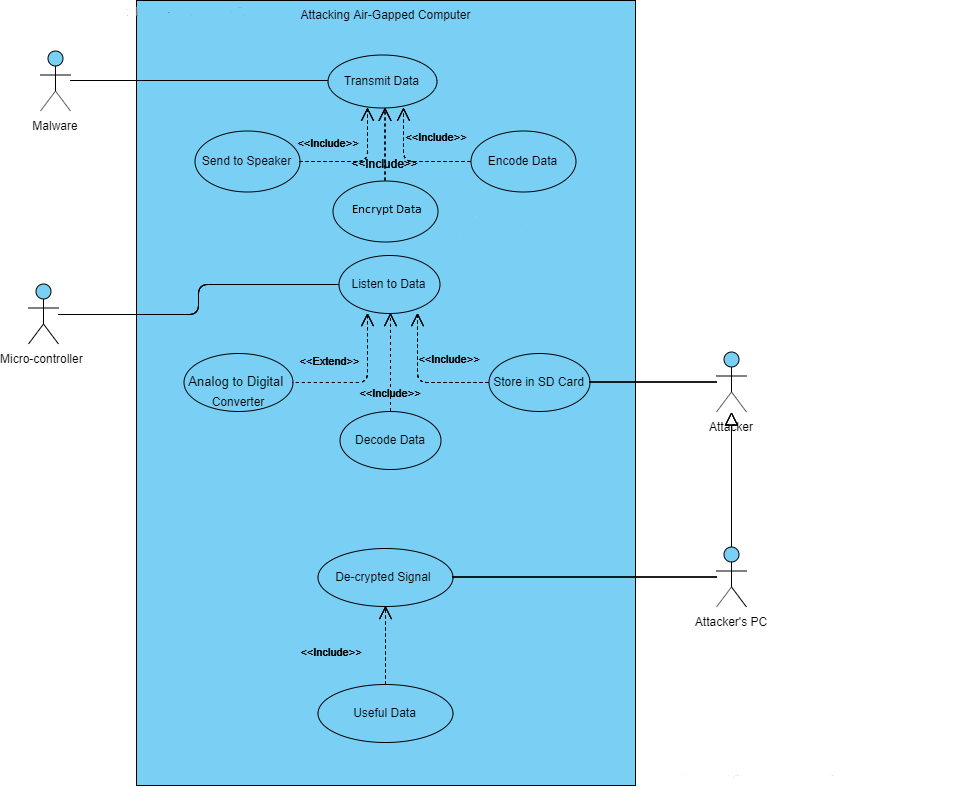 Attacking Air-Gapped Computer
Transmit Data
Malware
<<Include>>
<<Include>>
Send to Speaker
<<Include>>
Encode Data
Encrypt Data
Listen to Data
Micro-controller
<<Extend>>
<<Include>>
Analog to Digital
Converter
<<Include>>
Store in SD Card
Attacker
Decode Data
De-crypted Signal
Attacker's PC
<<Include>>
Useful Data